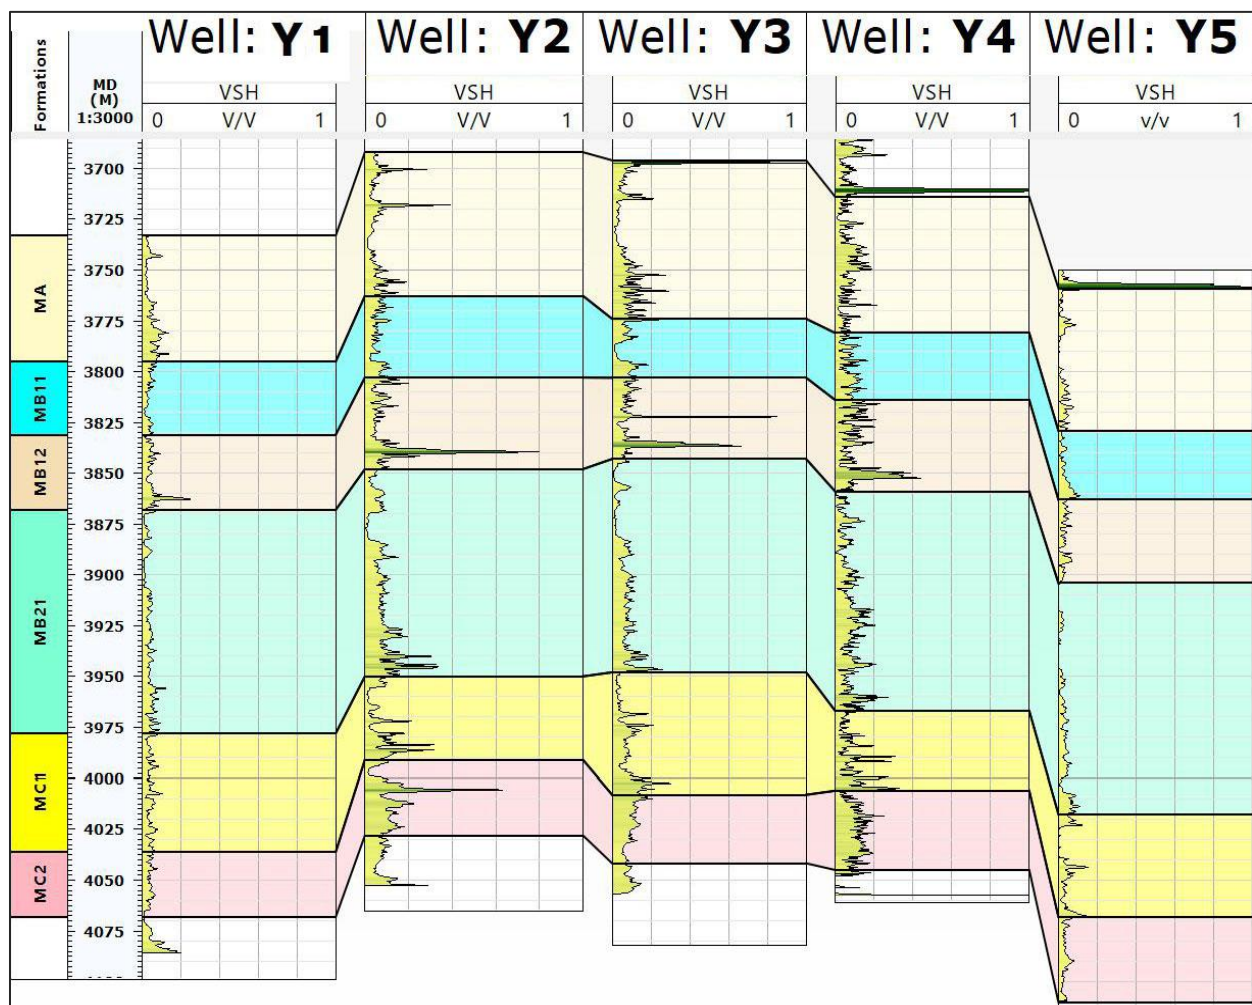 Well: Y1 Well: Y2 Well: Y3 Well: Y4 Well: Y5
Formations
MD
(M)
1:3000
VSH VSH VSH VSH VSH
0 V/V 1 0 V/V 1 0 V/V 1 0 V/V 1 0 v/v 1
3700
3725
3750
3775
3800
3825
3850
3875
3900
3925
3950
3975
4000
4025
4050
4075
MA
MB11
MB12
MB21
MC11
MC2